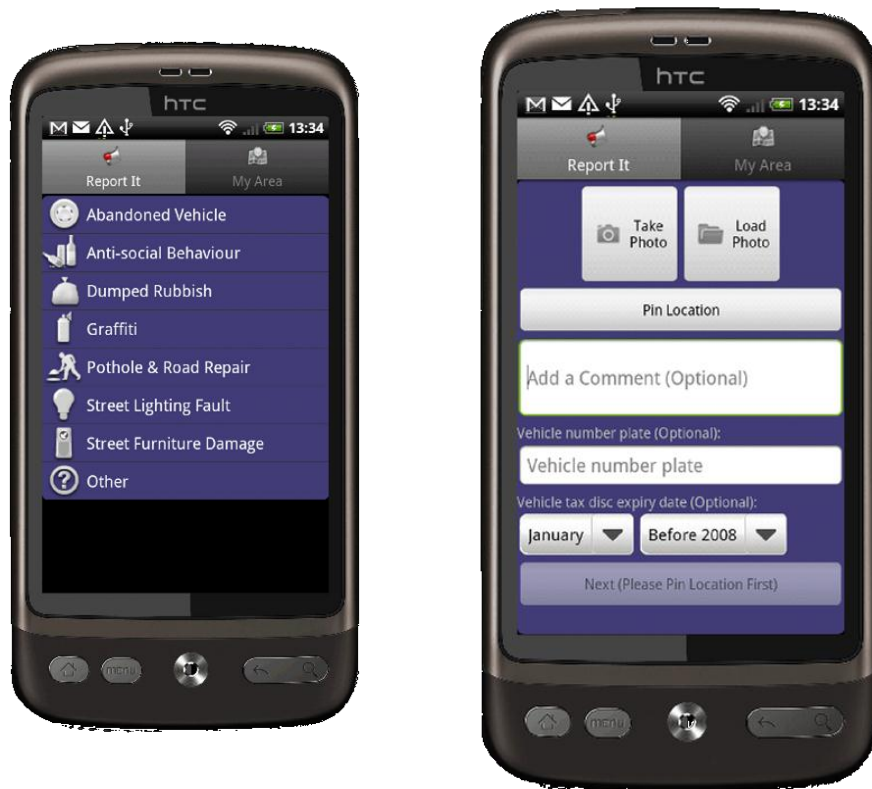 hTC
13:34
Report It
My Area
Abandoned Vehicle
Anti-social Behaviour
Dumped Rubbish
Graffiti
Pothole & Road Repair
Street Lighting Fault
Street Furniture Damage
Other
menu
hTC
13:34
Report It
My Area
Take
Photo
Load
Photo
Pin Location
Add a Comment (Optional)
Vehicle number plate (Optional):
Vehicle number plate
Vehicle tax disc expiry date (Optional):
January
Before 2008
Next (Please Pin Location First)
menu